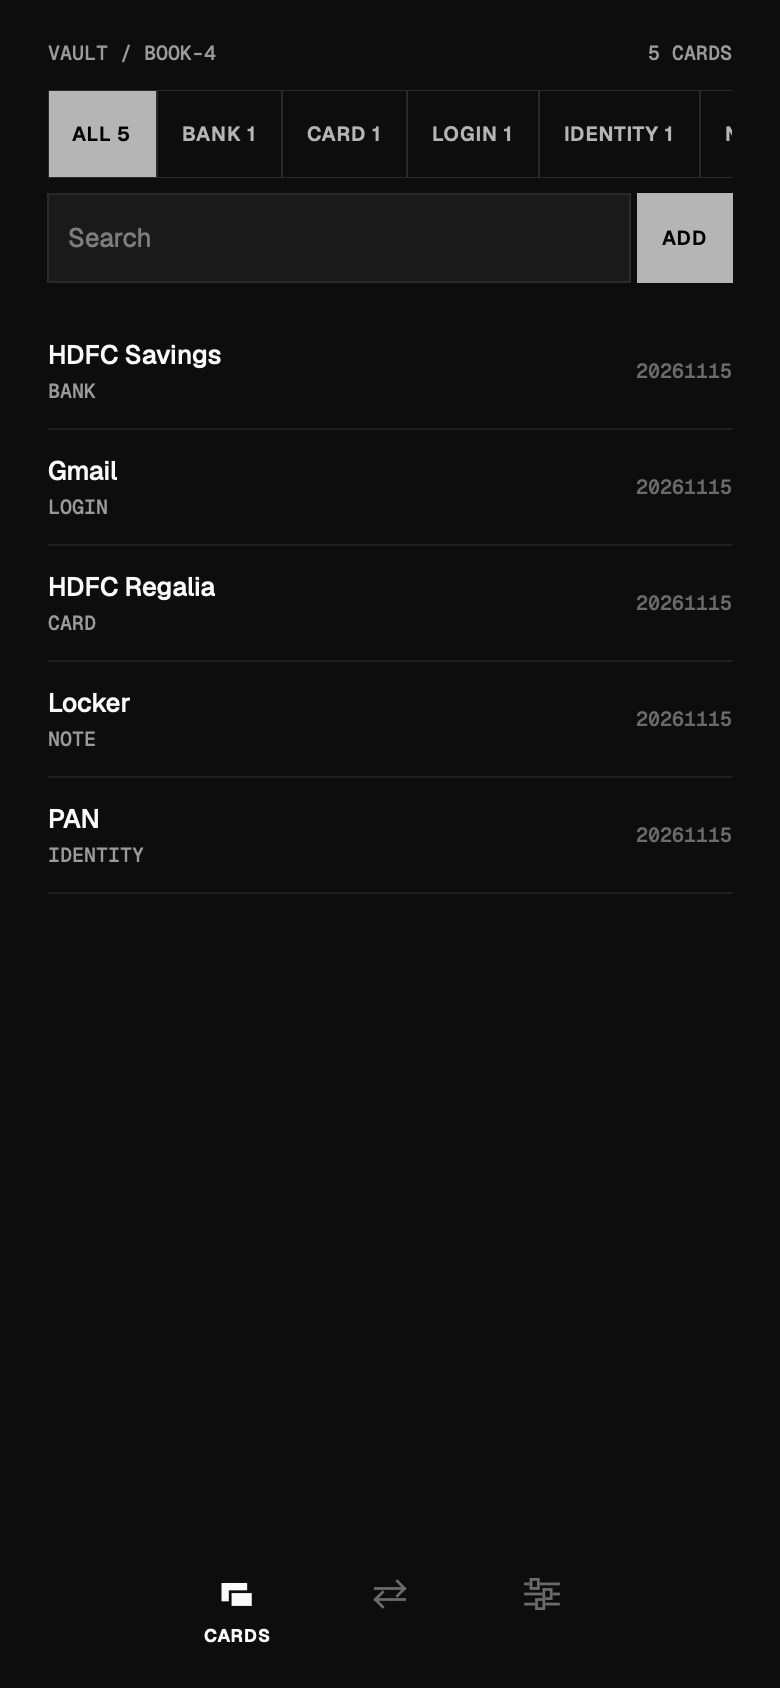 VAULT / BOOK-4 5 CARDS
ALL 5 BANK 1 CARD 1 LOGIN 1 IDENTITY 1
Search ADD
HDFC Savings
BANK 20261115
Gmail
LOGIN 20261115
HDFC Regalia
CARD 20261115
Locker
NOTE 20261115
PAN
IDENTITY 20261115
CARDS